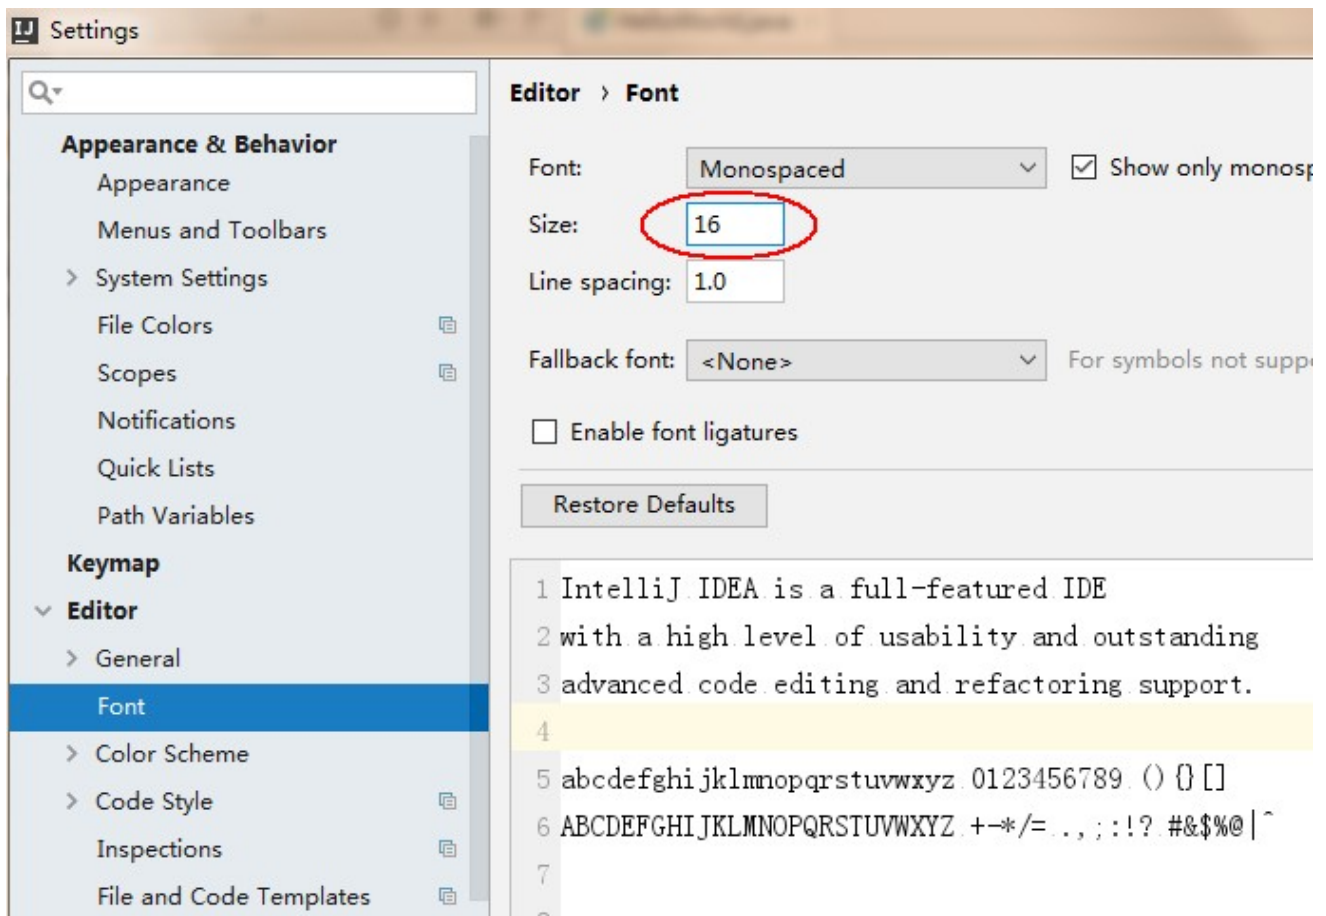 IJ Settings
Appearance & Behavior
Appearance
Menus and Toolbars
System Settings
File Colors
Scopes
Notifications
Quick Lists
Path Variables
Keymap
Editor
General
Font
Color Scheme
Code Style
Inspections
File and Code Templates
Editor › Font
Font: Monospaced Show only monosp
Size: 16
Line spacing: 1.0
Fallback font: <None> For symbols not supp
Enable font ligatures
Restore Defaults
1 IntelliJ IDEA is a full-featured IDE
2 with a high level of usability and outstanding
3 advanced code editing and refactoring support.
4
5 abcdefghijklmnopqrstuvwxyz 0123456789 (){}[]
6 ABCDEFGHIJKLMNOPQRSTUVWXYZ +-*/= .,;:!? #&$%@|^
7